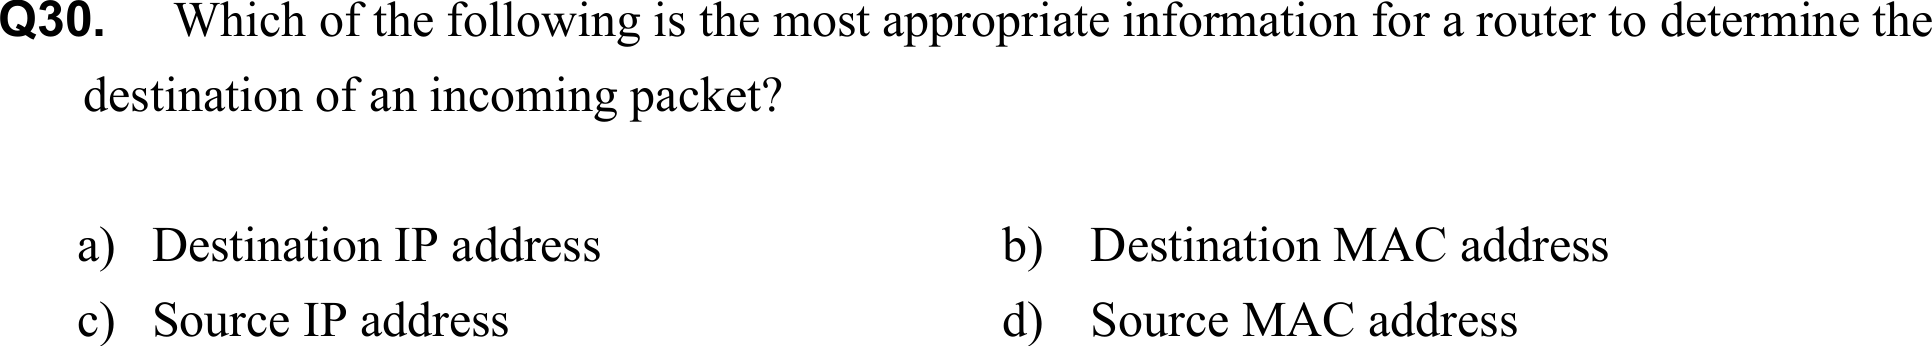 Q30. Which of the following is the most appropriate information for a router to determine the
destination of an incoming packet?
a) Destination IP address b) Destination MAC address
c) Source IP address d) Source MAC address